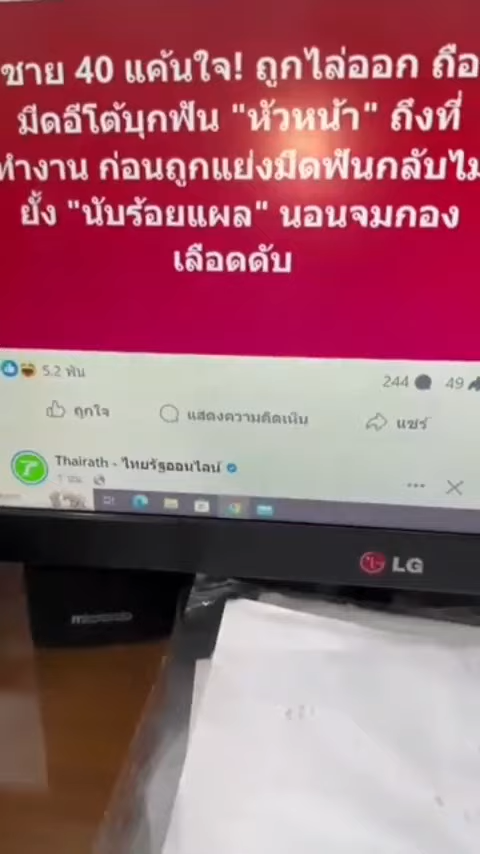 ชาย 40 แค้นใจ! ถูกไล่ออก ถือ
มีดอีโต้บุกฟัน "หัวหน้า" ถึงที่
ทำงาน ก่อนถูกแย่งมีดฟันกลับไม่
ยั้ง "นับร้อยแผล" นอนจมกอง
เลือดดับ
5.2 พัน
244
49
ถูกใจ
แสดงความคิดเห็น
แชร์
Thairath - ไทยรัฐออนไลน์
LG